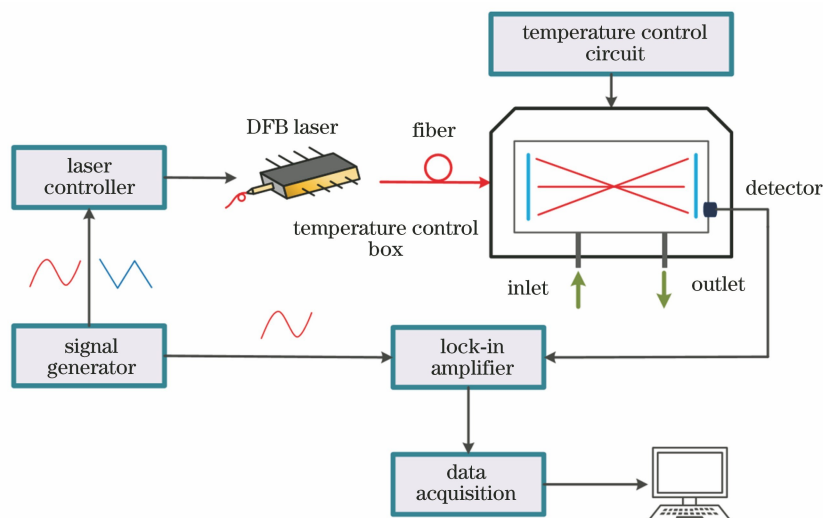 temperature control
circuit
DFB laser
fiber
laser
controller
detector
temperature control
box
inlet
outlet
signal
generator
lock-in
amplifier
data
acquisition